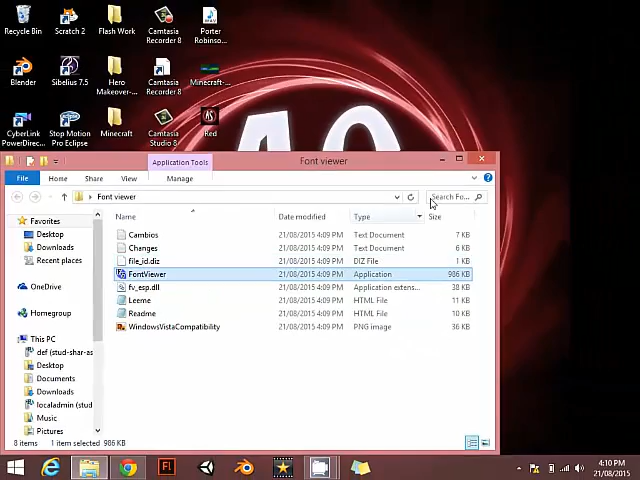 Recycle Bin
Scratch 2
Flash Work
Camtasia
Recorder 8
Porter
Robinso...
Blender
Sibelius 7.5
Hero
Makeover-...
Camtasia
Recorder 8
Minecraft-...
CyberLink
PowerDirec...
Stop Motion
Pro Eclipse
Minecraft
Camtasia
Studio 8
Red
Application Tools
Font viewer
File Home Share View Manage
Font viewer
Search Fo...
Name Date modified Type Size
Cambios 21/08/2015 4:09 PM Text Document 7 KB
Changes 21/08/2015 4:09 PM Text Document 6 KB
file_id.diz 21/08/2015 4:09 PM DIZ File 1 KB
FontViewer 21/08/2015 4:09 PM Application 986 KB
fv_esp.dll 21/08/2015 4:09 PM Application extens... 38 KB
Leeme 21/08/2015 4:09 PM HTML File 11 KB
Readme 21/08/2015 4:09 PM HTML File 10 KB
WindowsVistaCompatibility 21/08/2015 4:09 PM PNG image 36 KB
Favorites
Desktop
Downloads
Recent places
OneDrive
Homegroup
This PC
def (stud-shar-as
Desktop
Documents
Downloads
localadmin (stud
Music
Pictures
8 items 1 item selected 986 KB
4:10 PM
21/08/2015